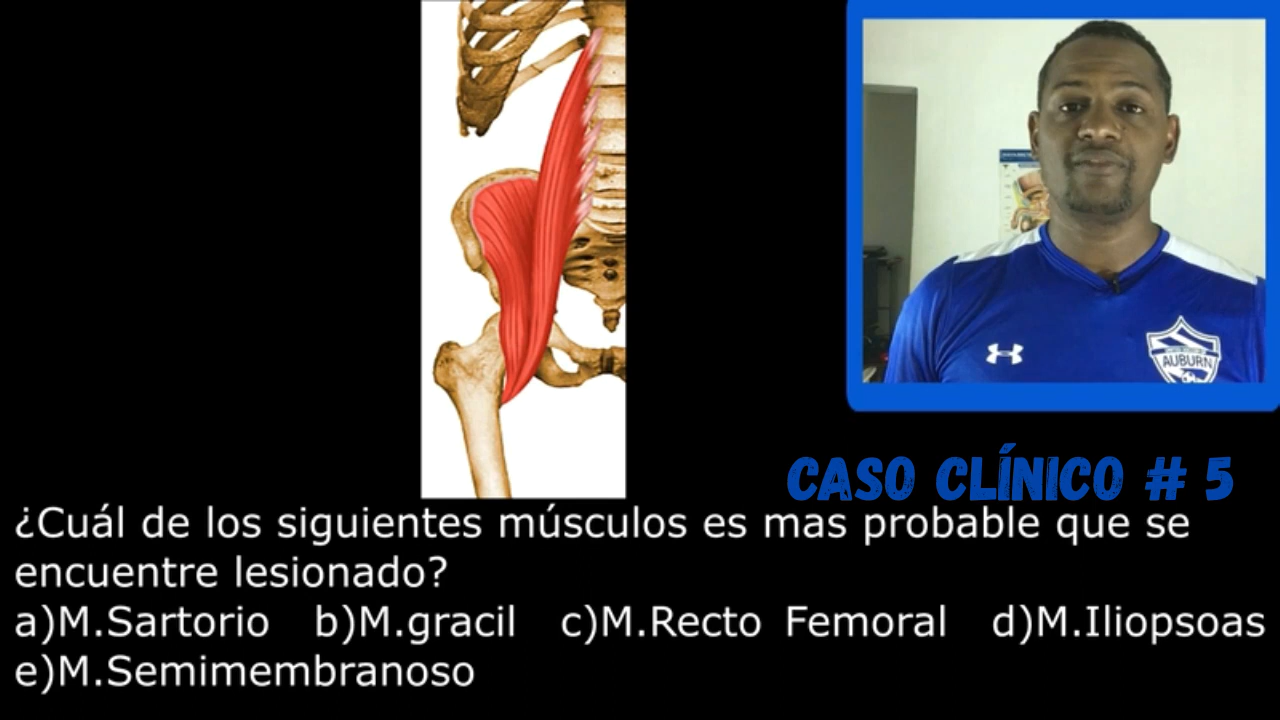 AUBURN
CASO CLÍNICO # 5
¿Cuál de los siguientes músculos es mas probable que se
encuentre lesionado?
a)M.Sartorio b)M.gracil c)M.Recto Femoral d)M.Iliopsoas
e)M.Semimembranoso